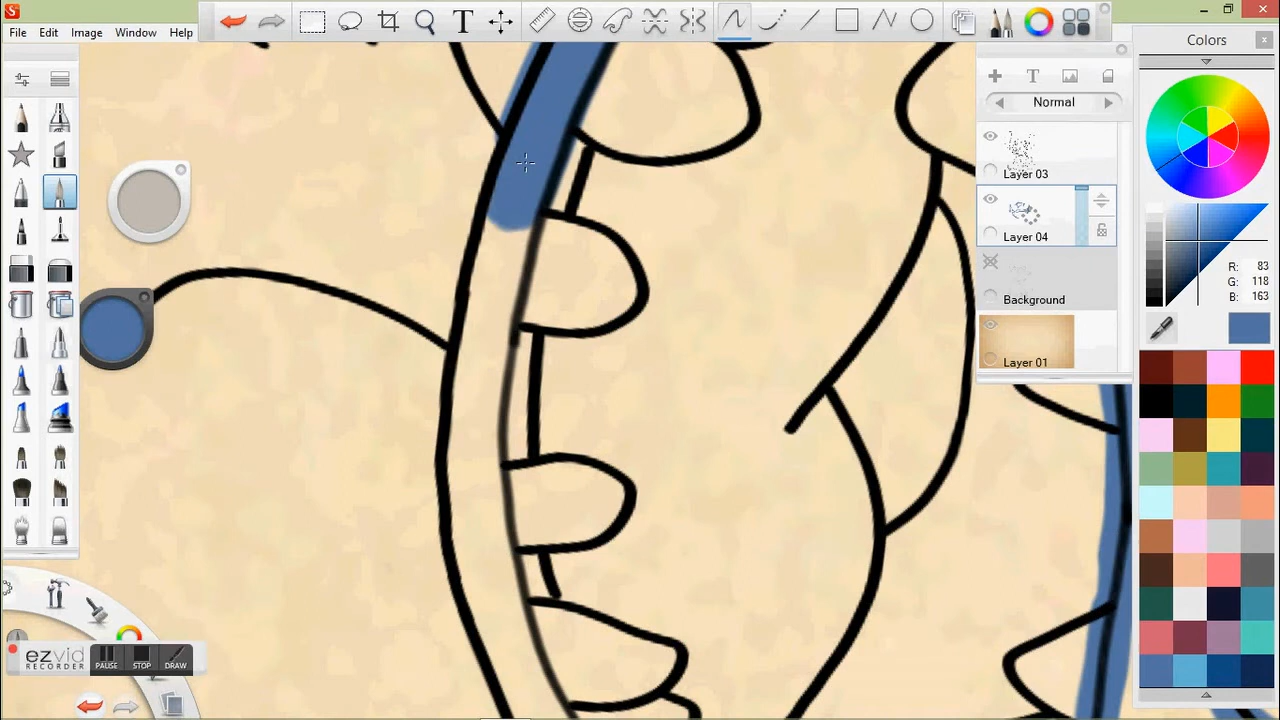 File Edit Image Window Help
T
Colors
T
Normal
Layer 03
Layer 04
Background
Layer 01
R: 83
G: 118
B: 163
ezvid
RECORDER
PAUSE STOP DRAW